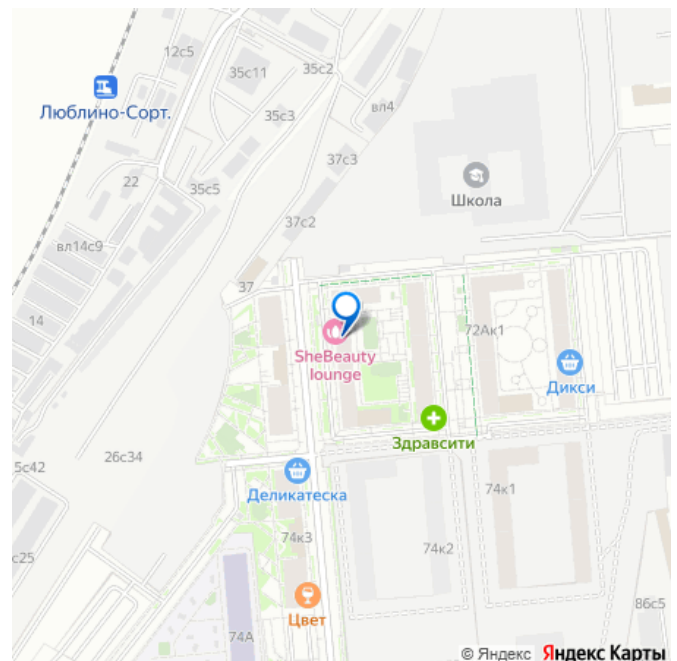 12с5
35с11
35с2
Люблино-Сорт.
35с3
вл4
37с3
22
35с5
Школа
37с2
вл14с9
37
14
72Ак1
SheBeauty
lounge
Дикси
Здравсити
26с34
5с42
Деликатеска
74к1
74к3
74к2
с25
86с5
Цвет
74А
© Яндекс Яндекс Карты